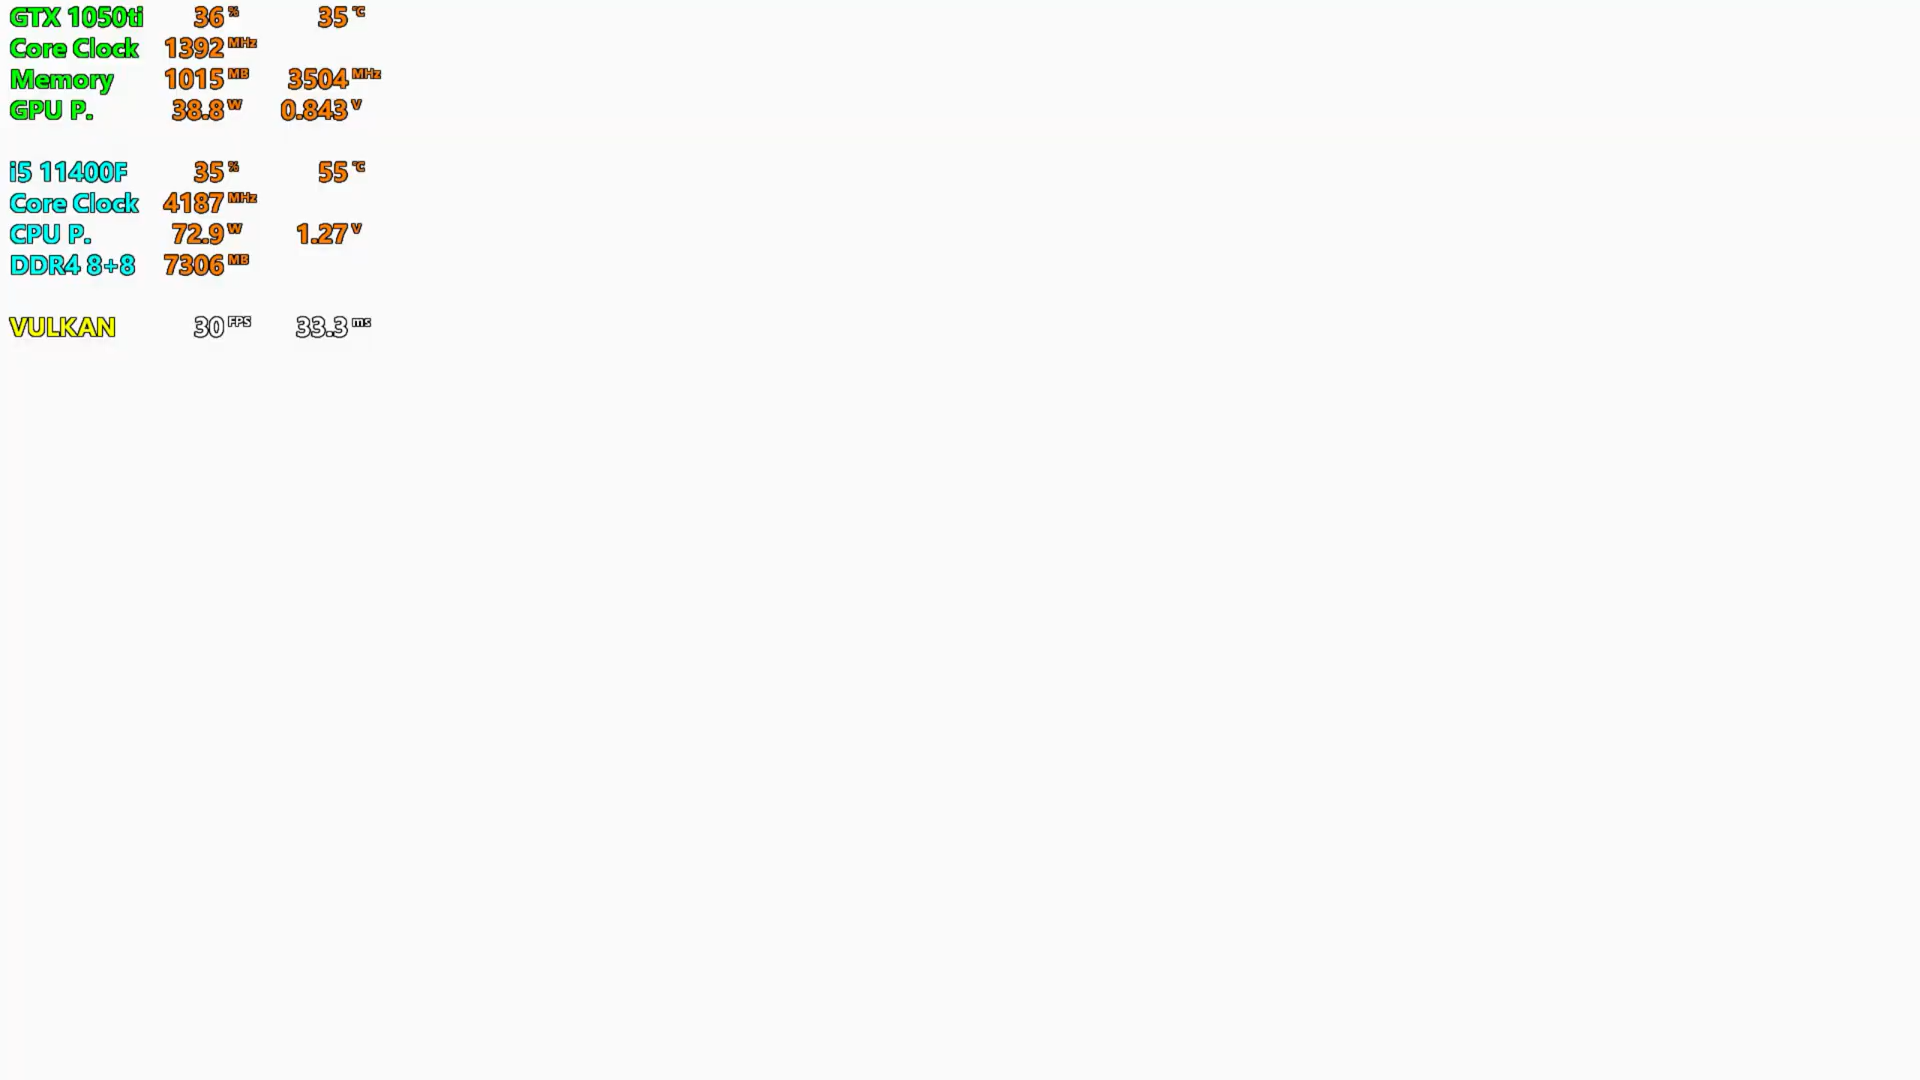 GTX 1050ti 36 % 35 °C
Core Clock 1392 MHz
Memory 1015 MB 3504 MHz
GPU P. 38.8 W 0.843 V
i5 11400F 35 % 55 °C
Core Clock 4187 MHz
CPU P. 72.9 W 1.27 V
DDR4 8+8 7306 MB
VULKAN 30 FPS 33.3 ms